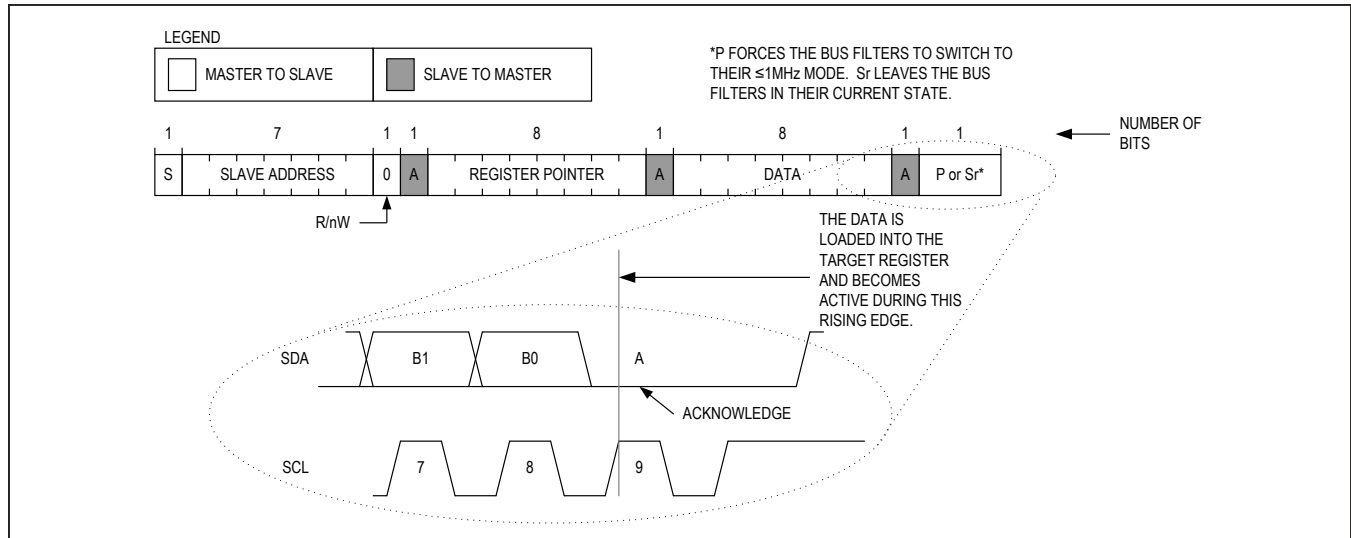 LEGEND
MASTER TO SLAVE
SLAVE TO MASTER
*P FORCES THE BUS FILTERS TO SWITCH TO
THEIR ≤1MHz MODE. Sr LEAVES THE BUS
FILTERS IN THEIR CURRENT STATE.
1 7 1 1 8 1 8 1 1
NUMBER OF
BITS
S SLAVE ADDRESS 0 A REGISTER POINTER A DATA A P or Sr*
R/nW
THE DATA IS
LOADED INTO THE
TARGET REGISTER
AND BECOMES
ACTIVE DURING THIS
RISING EDGE.
SDA B1 B0 A
ACKNOWLEDGE
SCL 7 8 9